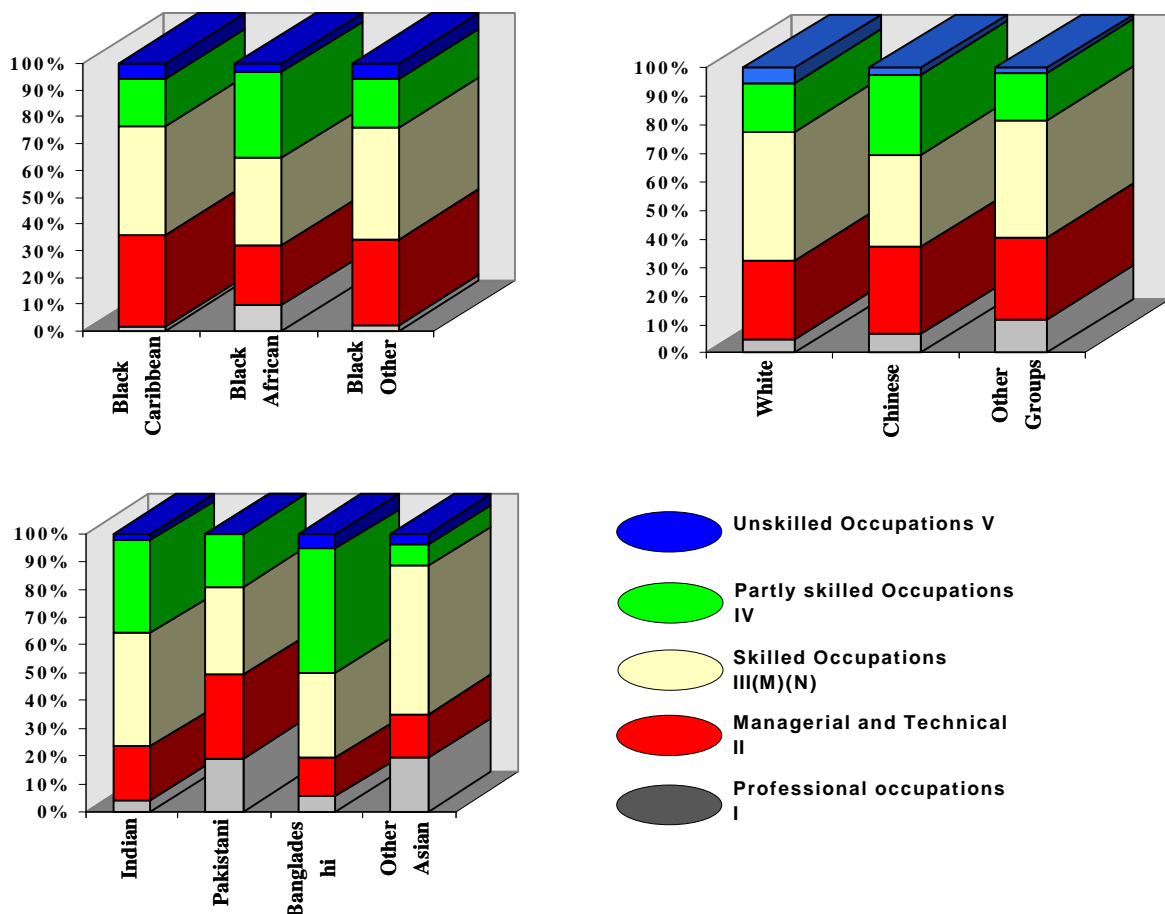 100%
90%
80%
70%
60%
50%
40%
30%
20%
10%
0%
Black
Caribbean
Black
African
Black
Other
100%
90%
80%
70%
60%
50%
40%
30%
20%
10%
0%
White
Chinese
Other
Groups
100%
90%
80%
70%
60%
50%
40%
30%
20%
10%
0%
Indian
Pakistani
Banglades
hi
Other
Asian
Unskilled Occupations V
Partly skilled Occupations
IV
Skilled Occupations
III(M)(N)
Managerial and Technical
II
Professional occupations
I